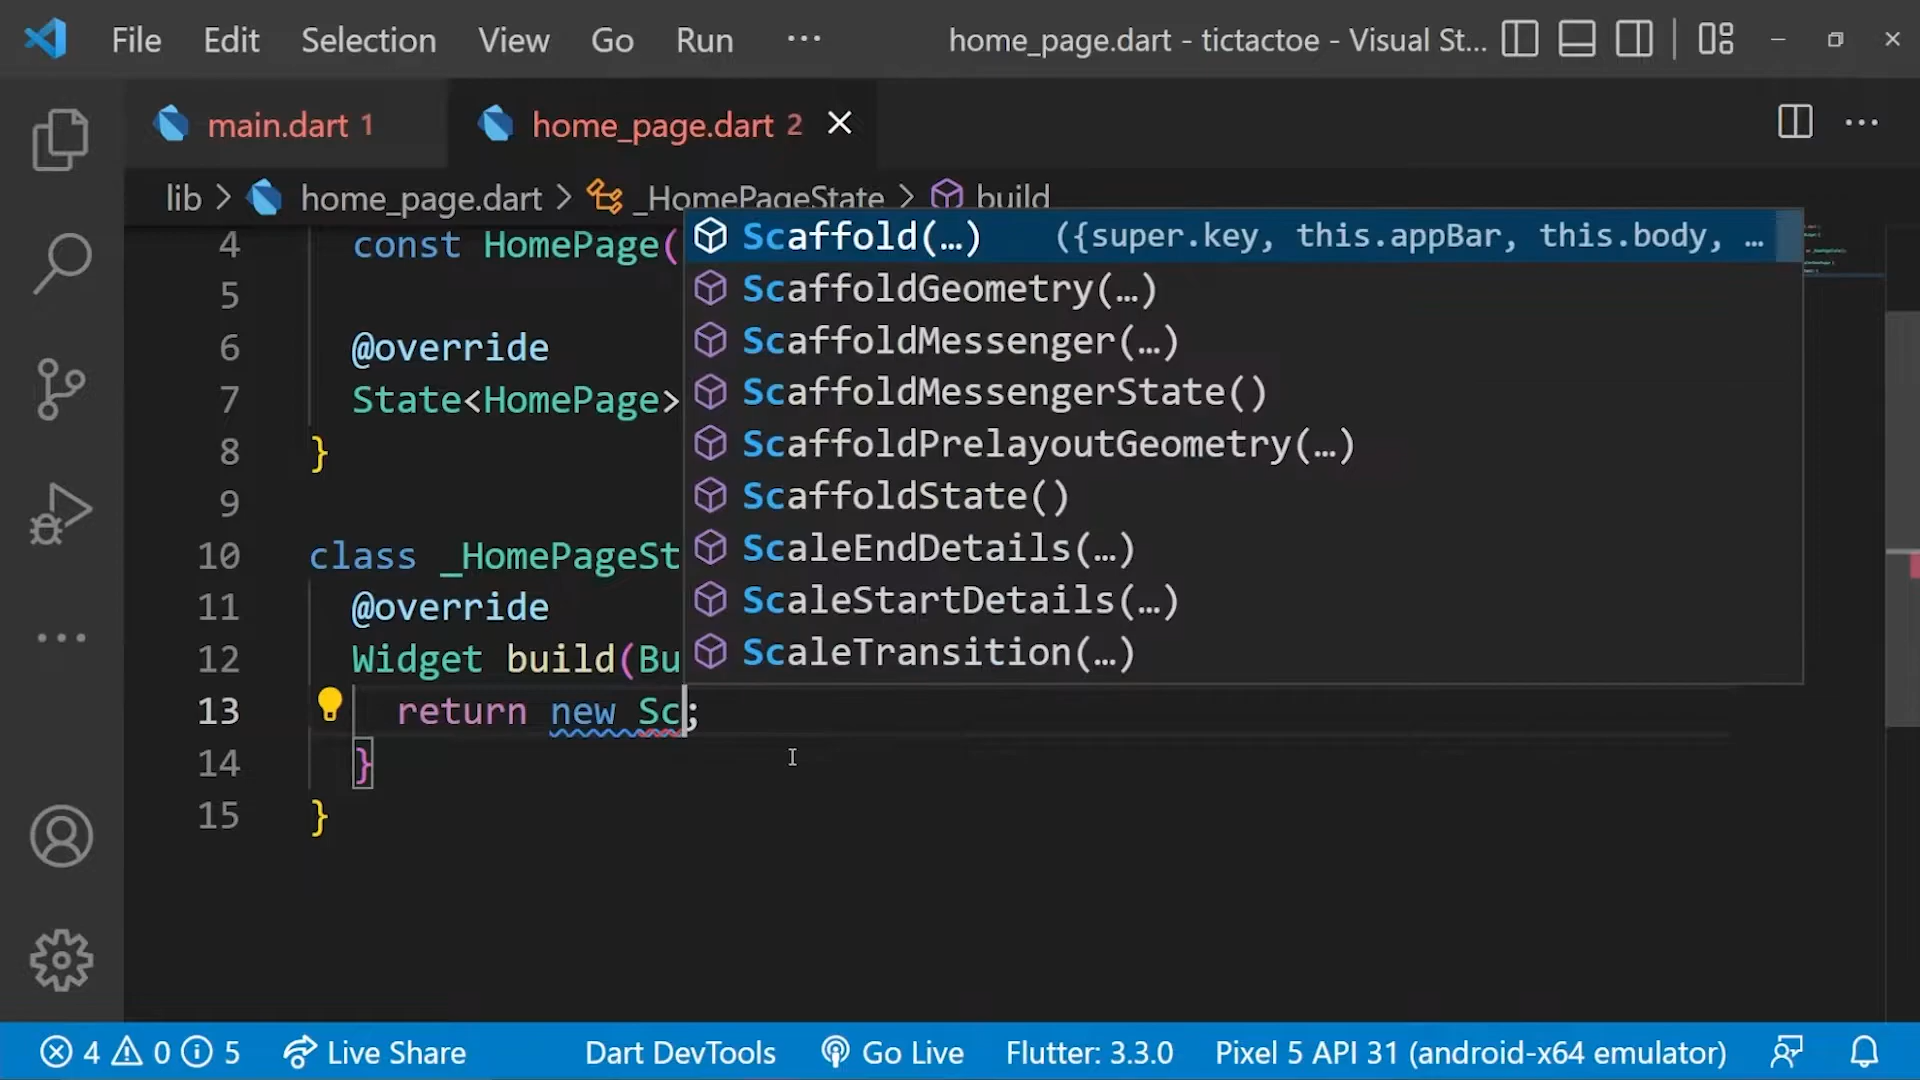 File Edit Selection View Go Run ··· home_page.dart - tictactoe - Visual St...
main.dart 1 home_page.dart 2
lib > home_page.dart > _HomePageState > build
4 const HomePage(
5
6 @override
7 State<HomePage>
8 }
9
10 class _HomePageSt
11 @override
12 Widget build(Bu
13 return new Sc;
14 }
15 }
Scaffold(…) ({super.key, this.appBar, this.body, …
ScaffoldGeometry(…)
ScaffoldMessenger(…)
ScaffoldMessengerState()
ScaffoldPrelayoutGeometry(…)
ScaffoldState()
ScaleEndDetails(…)
ScaleStartDetails(…)
ScaleTransition(…)
4 0 5 Live Share Dart DevTools Go Live Flutter: 3.3.0 Pixel 5 API 31 (android-x64 emulator)